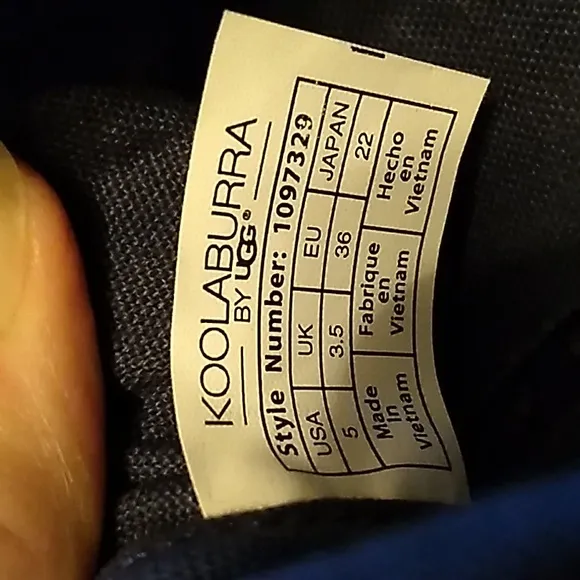 KOOLABURRA
BY UGG®
Style Number: 1097329
USA UK EU JAPAN
5 3.5 36 22
Made in Vietnam
Fabrique en Vietnam
Hecho en Vietnam